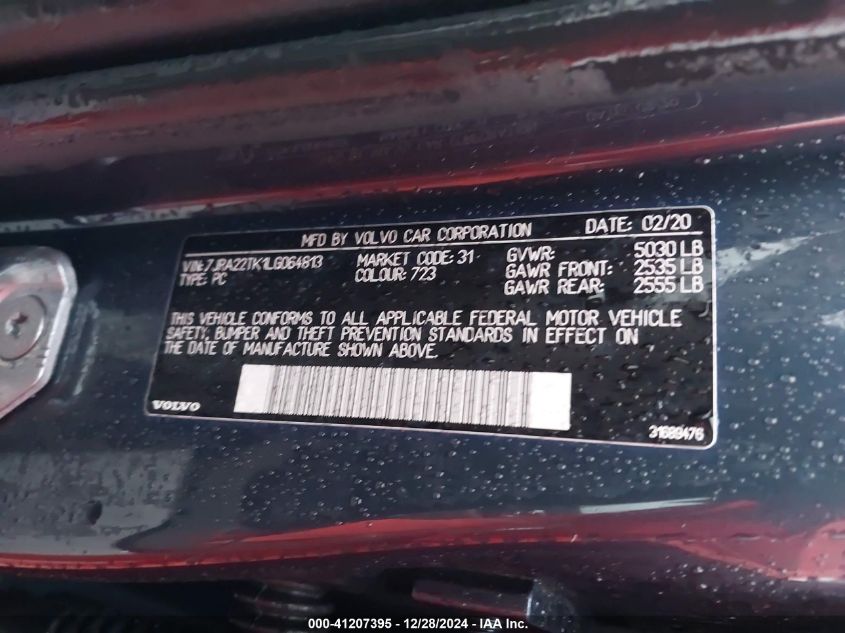 MFD BY VOLVO CAR CORPORATION DATE: 02/20
VIN: 7JRA22TK1LG064813 MARKET CODE: 31 GVWR: 5030 LB
TYPE: PC COLOUR: 723 GAWR FRONT: 2535 LB
GAWR REAR: 2555 LB
THIS VEHICLE CONFORMS TO ALL APPLICABLE FEDERAL MOTOR VEHICLE
SAFETY, BUMPER AND THEFT PREVENTION STANDARDS IN EFFECT ON
THE DATE OF MANUFACTURE SHOWN ABOVE.
VOLVO
31689476
000-41207395 - 12/28/2024 - IAA Inc.